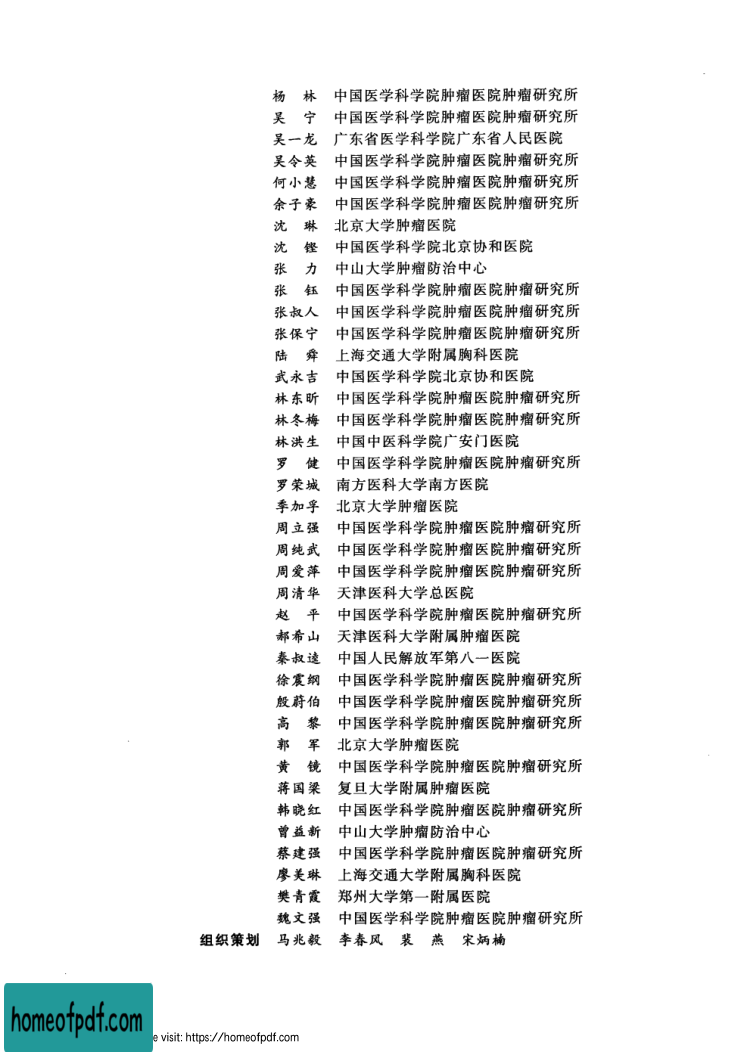 杨　林　中国医学科学院肿瘤医院肿瘤研究所
吴　宁　中国医学科学院肿瘤医院肿瘤研究所
吴一龙　广东省医学科学院广东省人民医院
吴令英　中国医学科学院肿瘤医院肿瘤研究所
何小慧　中国医学科学院肿瘤医院肿瘤研究所
余子豪　中国医学科学院肿瘤医院肿瘤研究所
沈　琳　北京大学肿瘤医院
沈　铿　中国医学科学院北京协和医院
张　力　中山大学肿瘤防治中心
张　钰　中国医学科学院肿瘤医院肿瘤研究所
张叔人　中国医学科学院肿瘤医院肿瘤研究所
张保宁　中国医学科学院肿瘤医院肿瘤研究所
陆　舜　上海交通大学附属胸科医院
武永吉　中国医学科学院北京协和医院
林东昕　中国医学科学院肿瘤医院肿瘤研究所
林冬梅　中国医学科学院肿瘤医院肿瘤研究所
林洪生　中国中医科学院广安门医院
罗　健　中国医学科学院肿瘤医院肿瘤研究所
罗荣城　南方医科大学南方医院
季加孚　北京大学肿瘤医院
周立强　中国医学科学院肿瘤医院肿瘤研究所
周纯武　中国医学科学院肿瘤医院肿瘤研究所
周爱萍　中国医学科学院肿瘤医院肿瘤研究所
周清华　天津医科大学总医院
赵　平　中国医学科学院肿瘤医院肿瘤研究所
郝希山　天津医科大学附属肿瘤医院
秦叔逵　中国人民解放军第八一医院
徐震纲　中国医学科学院肿瘤医院肿瘤研究所
殷蔚伯　中国医学科学院肿瘤医院肿瘤研究所
高　黎　中国医学科学院肿瘤医院肿瘤研究所
郭　军　北京大学肿瘤医院
黄　镜　中国医学科学院肿瘤医院肿瘤研究所
蒋国梁　复旦大学附属肿瘤医院
韩晓红　中国医学科学院肿瘤医院肿瘤研究所
曾益新　中山大学肿瘤防治中心
蔡建强　中国医学科学院肿瘤医院肿瘤研究所
廖美琳　上海交通大学附属胸科医院
樊青霞　郑州大学第一附属医院
魏文强　中国医学科学院肿瘤医院肿瘤研究所
组织策划　马兆毅　李春风　裴　燕　宋炳楠
homeofpdf.com
e visit: https://homeofpdf.com